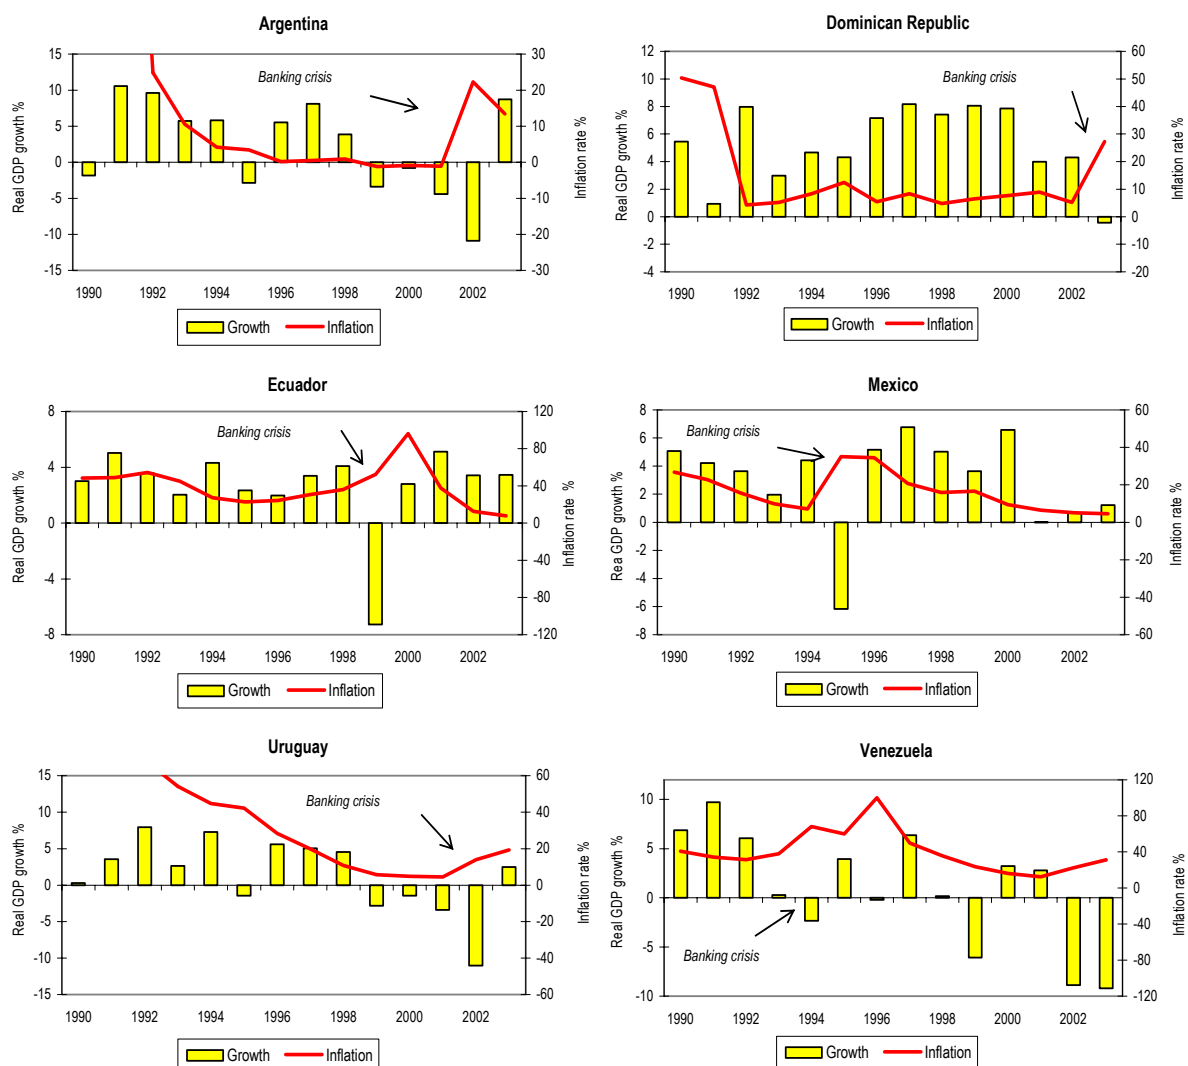 Argentina
Real GDP growth %
15
10
5
0
-5
-10
-15
Banking crisis
30
20
10
0
-10
-20
-30
Inflation rate %
1990 1992 1994 1996 1998 2000 2002
Growth Inflation
Dominican Republic
Real GDP growth %
12
10
8
6
4
2
0
-2
-4
Banking crisis
60
50
40
30
20
10
0
-10
-20
Inflation rate %
1990 1992 1994 1996 1998 2000 2002
Growth Inflation
Ecuador
Real GDP growth %
8
4
0
-4
-8
Banking crisis
120
80
40
0
-40
-80
-120
Inflation rate %
1990 1992 1994 1996 1998 2000 2002
Growth Inflation
Mexico
Rea GDP growth %
8
6
4
2
0
-2
-4
-6
-8
Banking crisis
60
40
20
0
-20
-40
-60
Inflation rate %
1990 1992 1994 1996 1998 2000 2002
Growth Inflation
Uruguay
Real GDP growth %
15
10
5
0
-5
-10
-15
Banking crisis
60
40
20
0
-20
-40
-60
Inflation rate %
1990 1992 1994 1996 1998 2000 2002
Growth Inflation
Venezuela
Real GDP growth %
10
5
0
-5
-10
Banking crisis
120
80
40
0
-40
-80
-120
Inflation rate %
1990 1992 1994 1996 1998 2000 2002
Growth Inflation